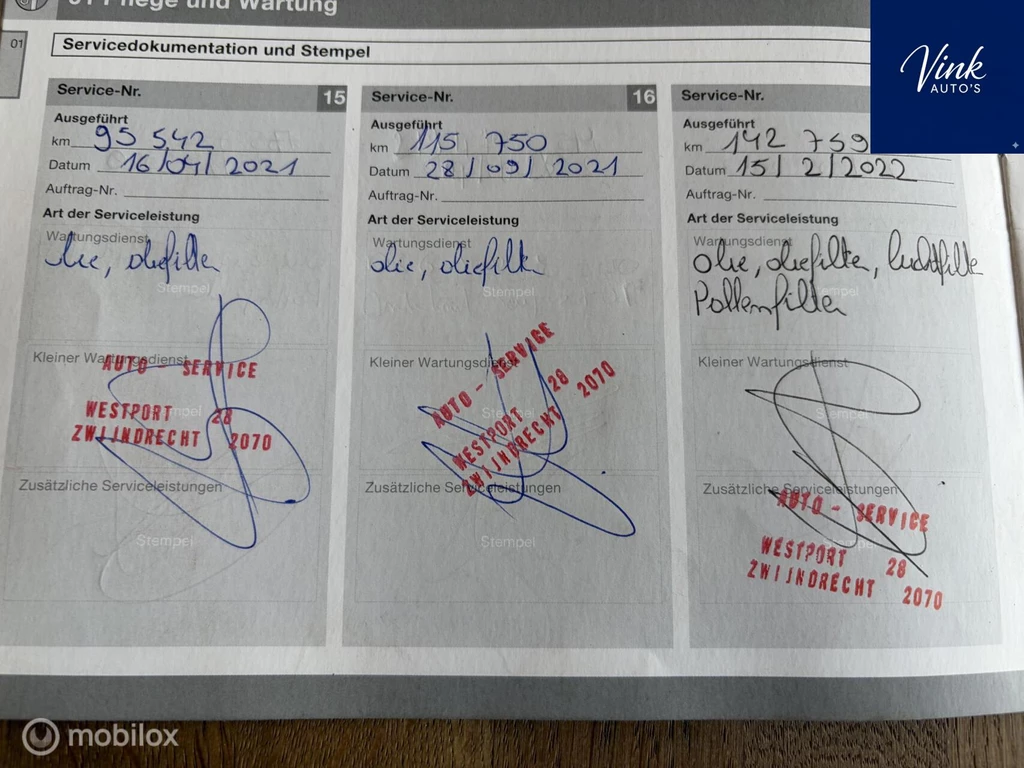 01 Pflege und Wartung
01
Servicedokumentation und Stempel
Vink
AUTO'S
Service-Nr. 15
Ausgeführt
km 95 542
Datum 16/04/2021
Auftrag-Nr.
Art der Serviceleistung
Wartungsdienst
olie, oliefilter
Stempel
Kleiner Wartungsdienst
AUTO - SERVICE
Stempel
WESTPORT 28
ZWIJNDRECHT 2070
Zusätzliche Serviceleistungen
Stempel
Service-Nr. 16
Ausgeführt
km 115 750
Datum 28/09/2021
Auftrag-Nr.
Art der Serviceleistung
Wartungsdienst
olie, oliefilter
Stempel
Kleiner Wartungsdienst
AUTO - SERVICE
Stempel
WESTPORT 28
ZWIJNDRECHT 2070
Zusätzliche Serviceleistungen
Stempel
Service-Nr.
Ausgeführt
km 142 759
Datum 15/2/2022
Auftrag-Nr.
Art der Serviceleistung
Wartungsdienst
olie, oliefilter, luchtfilter
Pollenfilter
Stempel
Kleiner Wartungsdienst
Stempel
Zusätzliche Serviceleistungen
AUTO - SERVICE
Stempel
WESTPORT 28
ZWIJNDRECHT 2070
mobilox